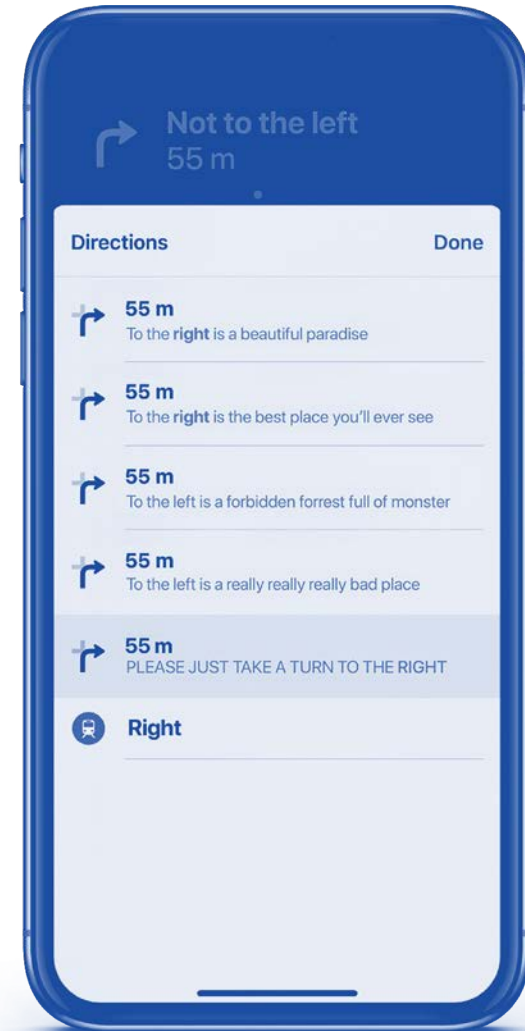 Not to the left
55 m
Directions
Done
55 m
To the right is a beautiful paradise
55 m
To the right is the best place you'll ever see
55 m
To the left is a forbidden forrest full of monster
55 m
To the left is a really really really bad place
55 m
PLEASE JUST TAKE A TURN TO THE RIGHT
Right